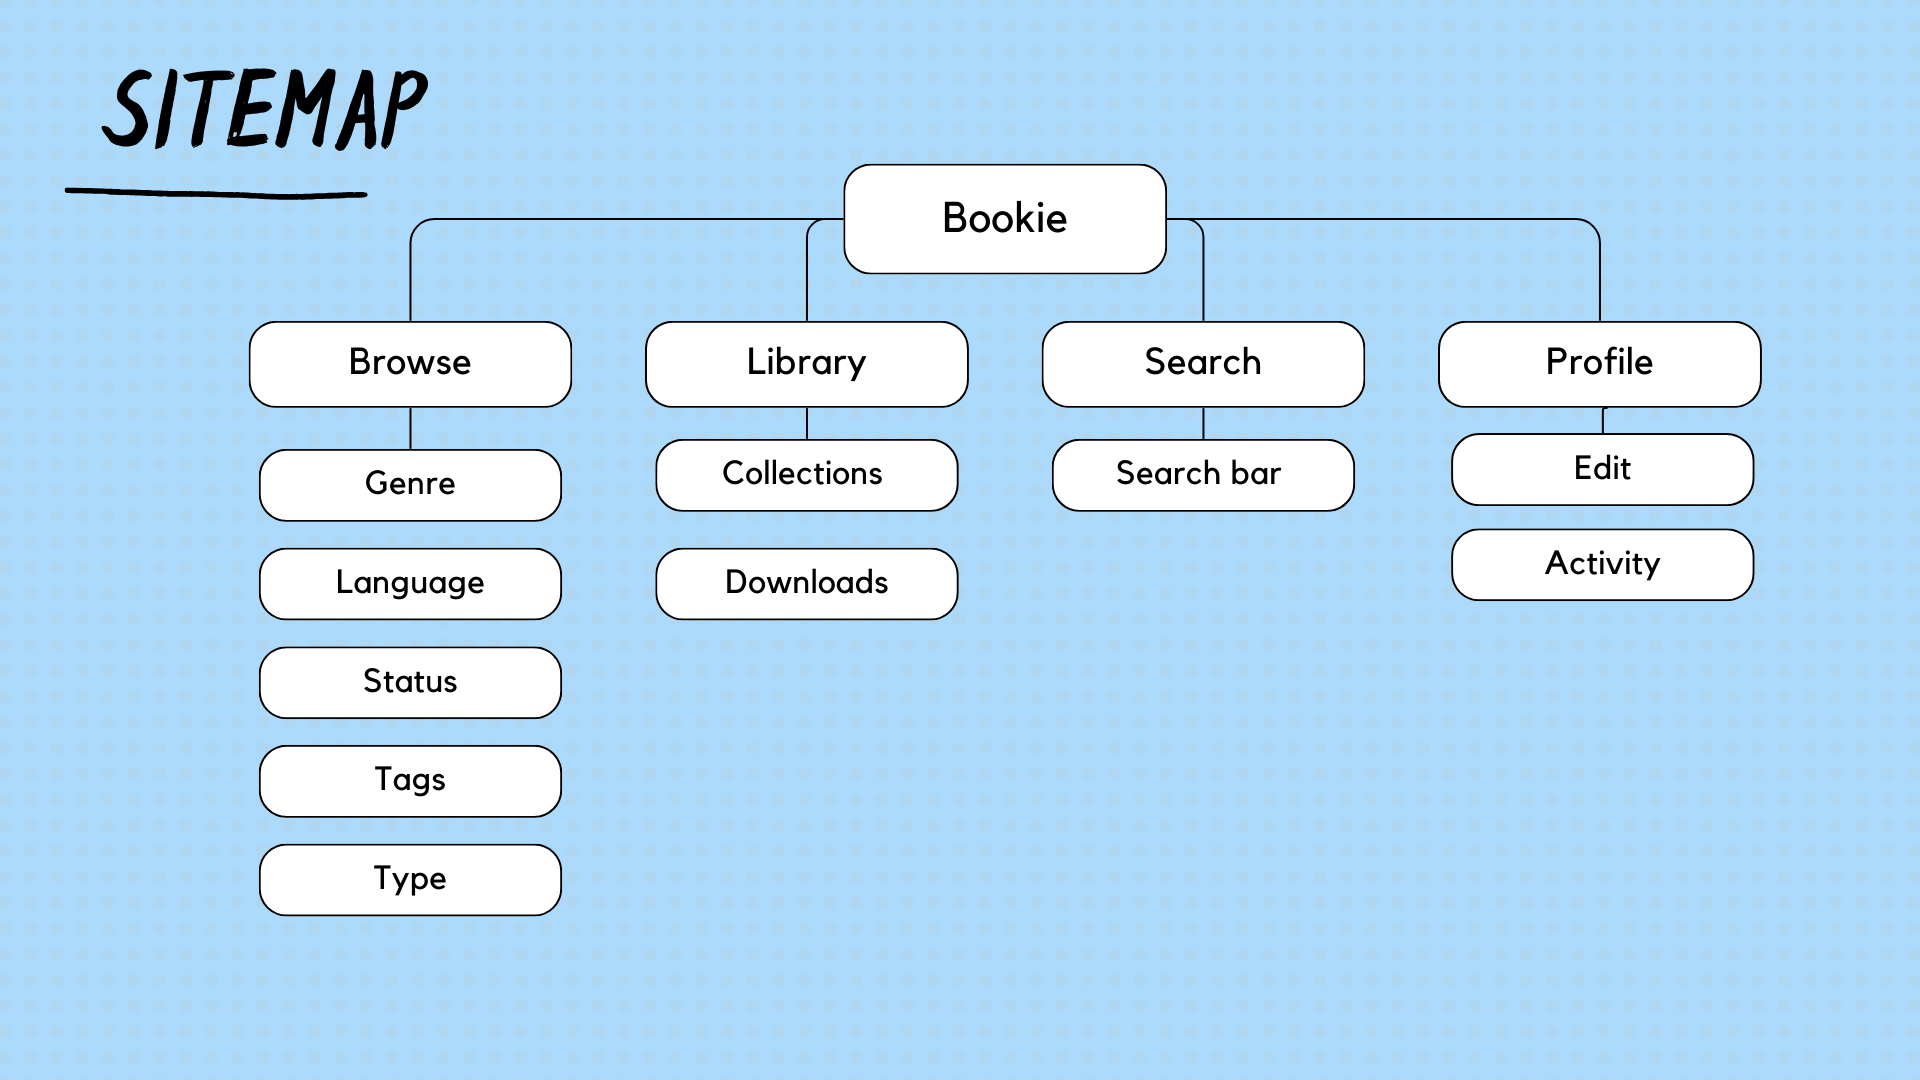 SITEMAP
Bookie
Browse
Library
Search
Profile
Genre
Language
Status
Tags
Type
Collections
Downloads
Search bar
Edit
Activity